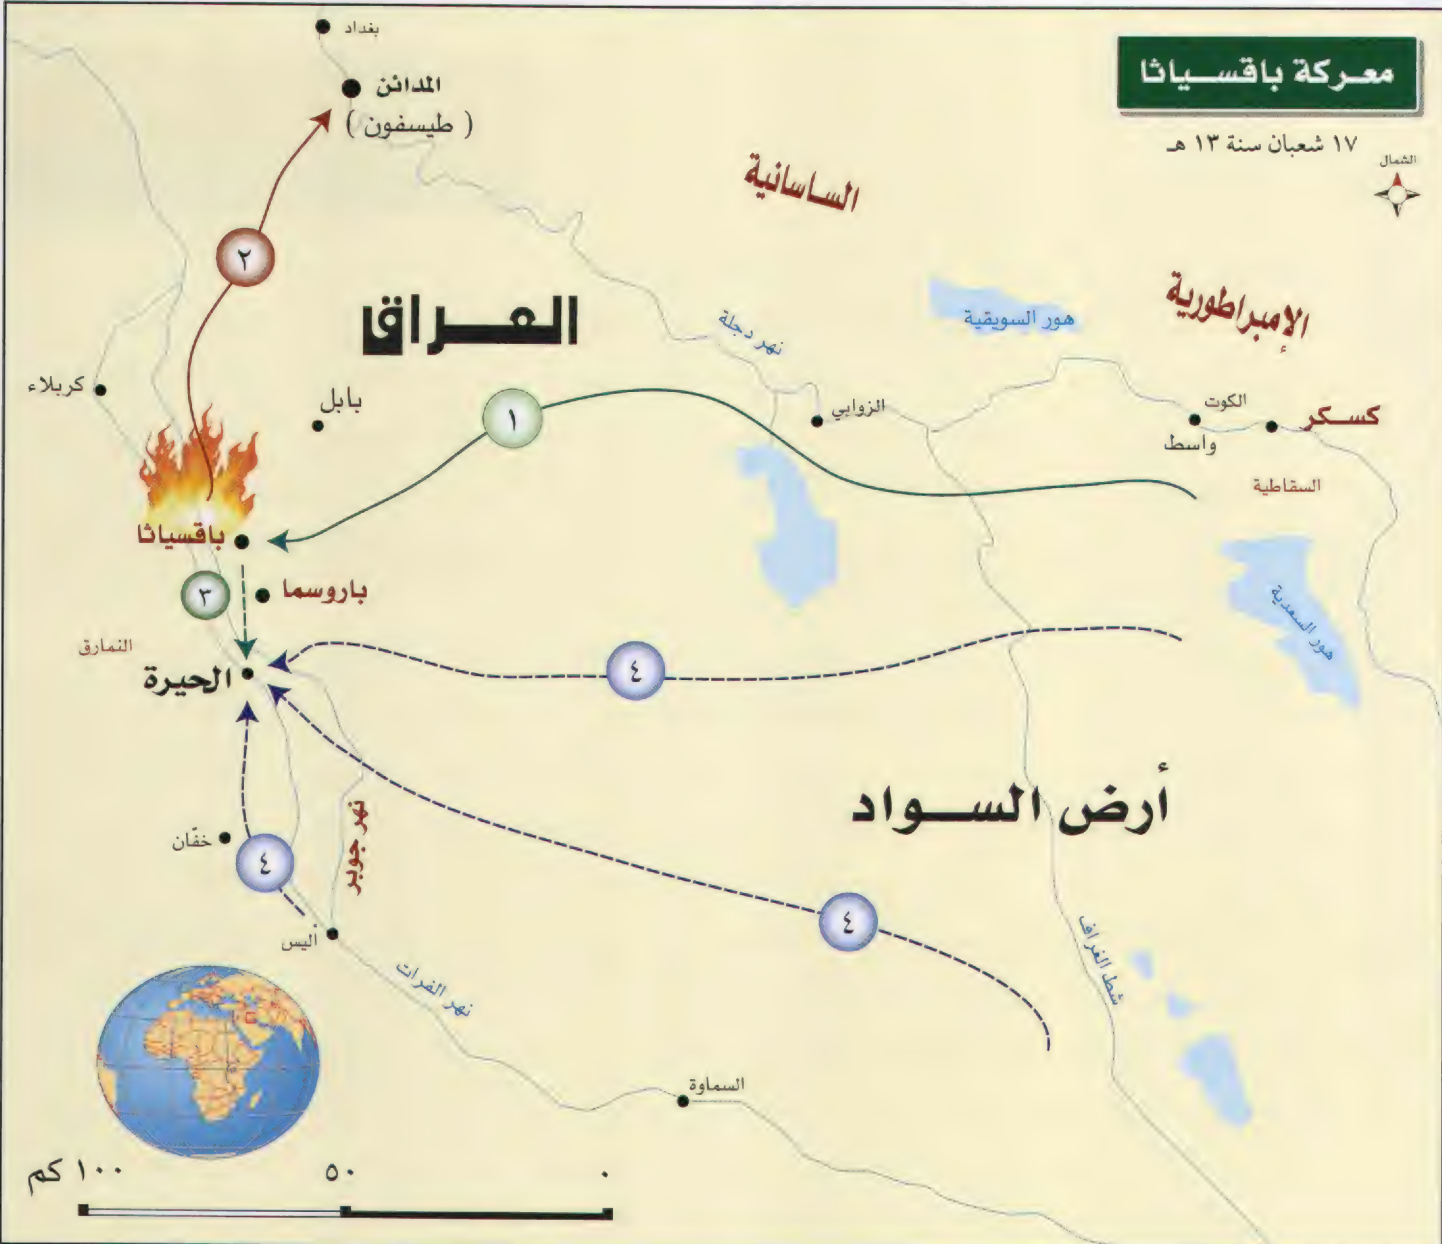 معركة باقسياثا
١٧ شعبان سنة ١٣ هـ
الشمال
بغداد
المدائن
( طيسفون )
الساسانية
الإمبراطورية
٢
العراق
هور السويقية
نهر دجلة
كربلاء
بابل
١
الزوابي
الكوت
واسط
كسكر
السقاطية
باقسياثا
٣
باروسما
هور السعدية
النمارق
الحيرة
٤
أرض السواد
خفّان
٤
نهر جوبر
٤
أليس
نهر الفرات
شط الغراف
السماوة
١٠٠ كم
٥٠
٠